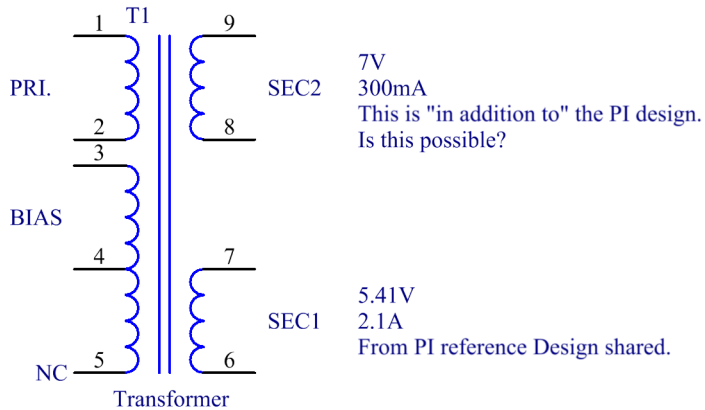 T1
1
9
PRI.
SEC2
7V
300mA
This is "in addition to" the PI design.
Is this possible?
2
8
3
BIAS
4
7
SEC1
5.41V
2.1A
From PI reference Design shared.
NC
5
6
Transformer